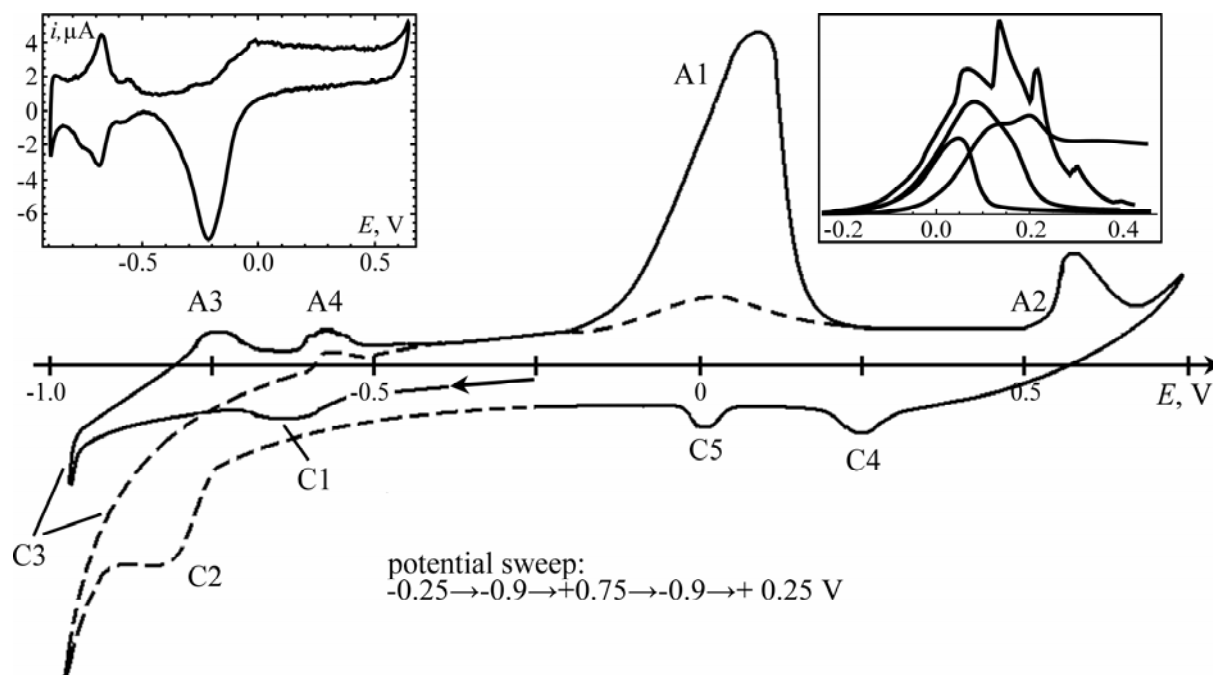 i,μA
4
2
0
-2
-4
-6
E, V
-0.5
0.0
0.5
A1
-0.2
0.0
0.2
0.4
A3
A4
A2
-1.0
-0.5
0
0.5
E, V
C1
C5
C4
C3
C2
potential sweep:
-0.25→-0.9→+0.75→-0.9→+ 0.25 V